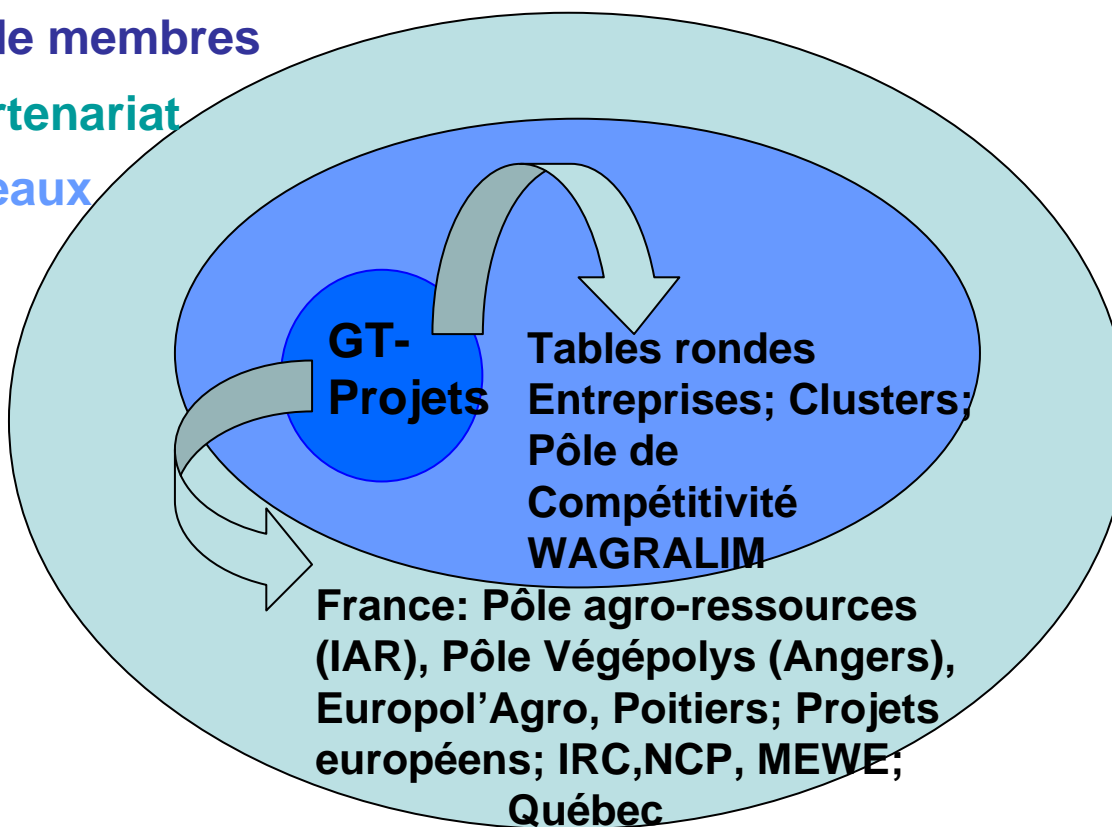 le membres
rtenariat
eaux
GT-
Projets
Tables rondes
Entreprises; Clusters;
Pôle de
Compétitivité
WAGRALIM
France: Pôle agro-ressources
(IAR), Pôle Végépolys (Angers),
Europol’Agro, Poitiers; Projets
européens; IRC,NCP, MEWE;
Québec